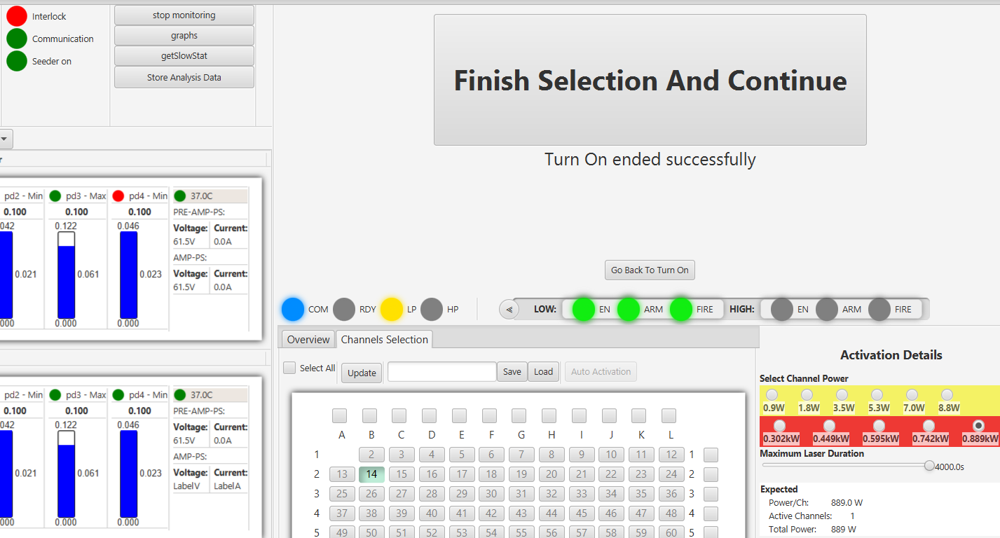 Interlock
Communication
Seeder on
stop monitoring
graphs
getSlowStat
Store Analysis Data
Finish Selection And Continue
Turn On ended successfully
Go Back To Turn On
r
pd2 - Min pd3 - Max pd4 - Min 37.0C
0.100 0.100 0.100 PRE-AMP-PS:
042 0.122 0.046 Voltage: Current:
61.5V 0.0A
AMP-PS:
0.021 0.061 0.023 Voltage: Current:
61.5V 0.0A
000 0.000 0.000
COM RDY LP HP LOW: EN ARM FIRE HIGH: EN ARM FIRE
Overview Channels Selection
Select All Update Save Load Auto Activation
pd2 - Min pd3 - Max pd4 - Min 37.0C
0.100 0.100 0.100 PRE-AMP-PS:
042 0.122 0.046 Voltage: Current:
61.5V 0.0A
AMP-PS:
0.021 0.061 0.023 Voltage: Current:
LabelV LabelA
000 0.000 0.000
A B C D E F G H I J K L
1 2 3 4 5 6 7 8 9 10 11 12 1
2 13 14 15 16 17 18 19 20 21 22 23 24 2
3 25 26 27 28 29 30 31 32 33 34 35 36 3
4 37 38 39 40 41 42 43 44 45 46 47 48 4
5 49 50 51 52 53 54 55 56 57 58 59 60 5
Activation Details
Select Channel Power
0.9W 1.8W 3.5W 5.3W 7.0W 8.8W
0.302kW 0.449kW 0.595kW 0.742kW 0.889kW
Maximum Laser Duration
4000.0s
Expected
Power/Ch: 889.0 W
Active Channels: 1
Total Power: 889 W